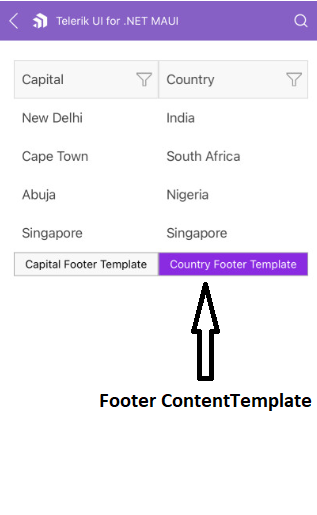 Telerik UI for .NET MAUI
Capital Country
New Delhi India
Cape Town South Africa
Abuja Nigeria
Singapore Singapore
Capital Footer Template Country Footer Template
Footer ContentTemplate